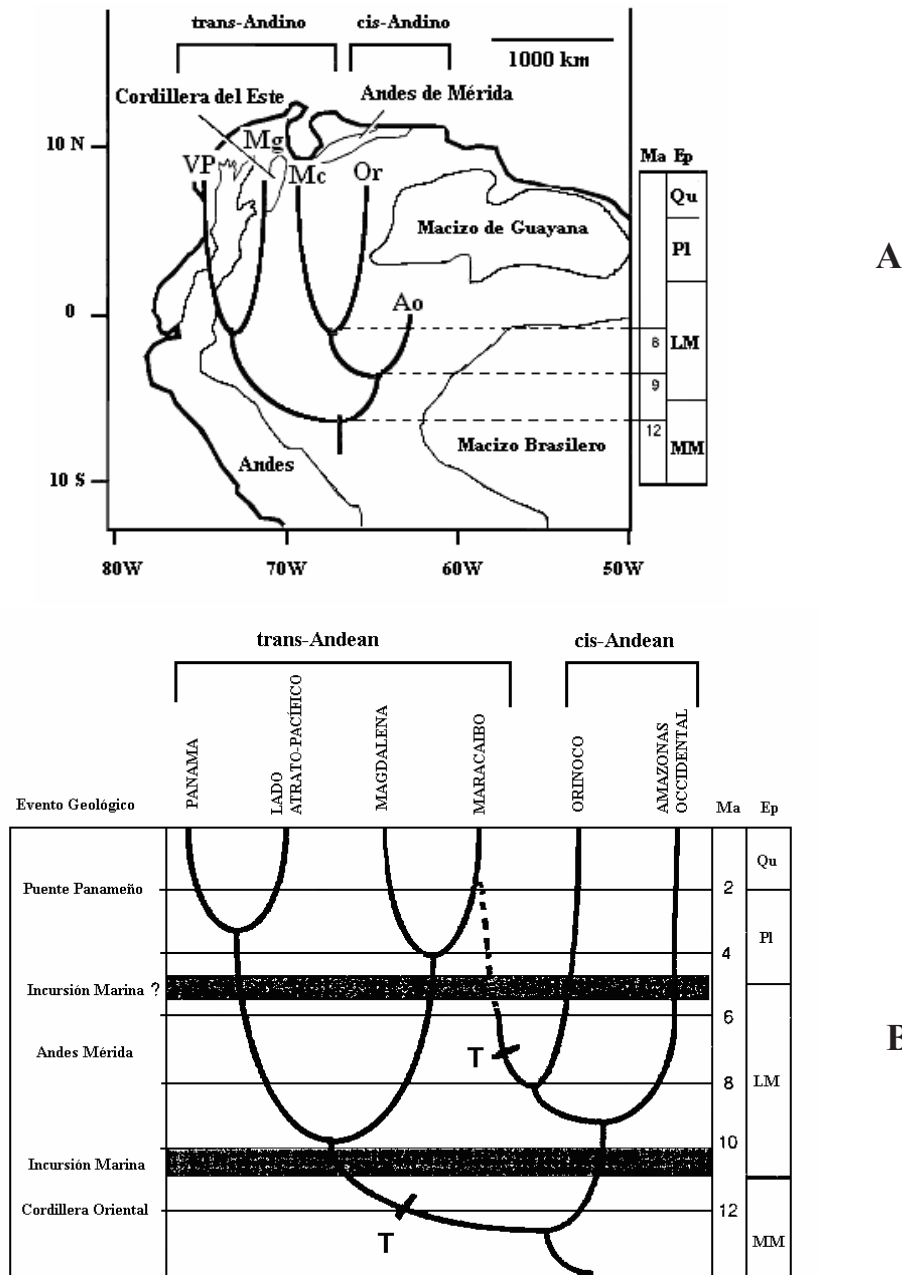 trans-Andino cis-Andino
1000 km
Cordillera del Este
Andes de Mérida
10 N
Mg
VP
Mc
Or
Ma Ep
Qu
Macizo de Guayana
Pl
A
0
Ao
8
LM
9
12
Macizo Brasilero
MM
Andes
10 S
80W 70W 60W 50W
trans-Andean cis-Andean
PANAMA
LADO
ATRATO-PACÍFICO
MAGDALENA
MARACAIBO
ORINOCO
AMAZONAS
OCCIDENTAL
Evento Geológico
Ma Ep
Qu
Puente Panameño
2
Pl
4
Incursión Marina ?
6
B
Andes Mérida
T
LM
8
10
Incursión Marina
Cordillera Oriental
12
T
MM